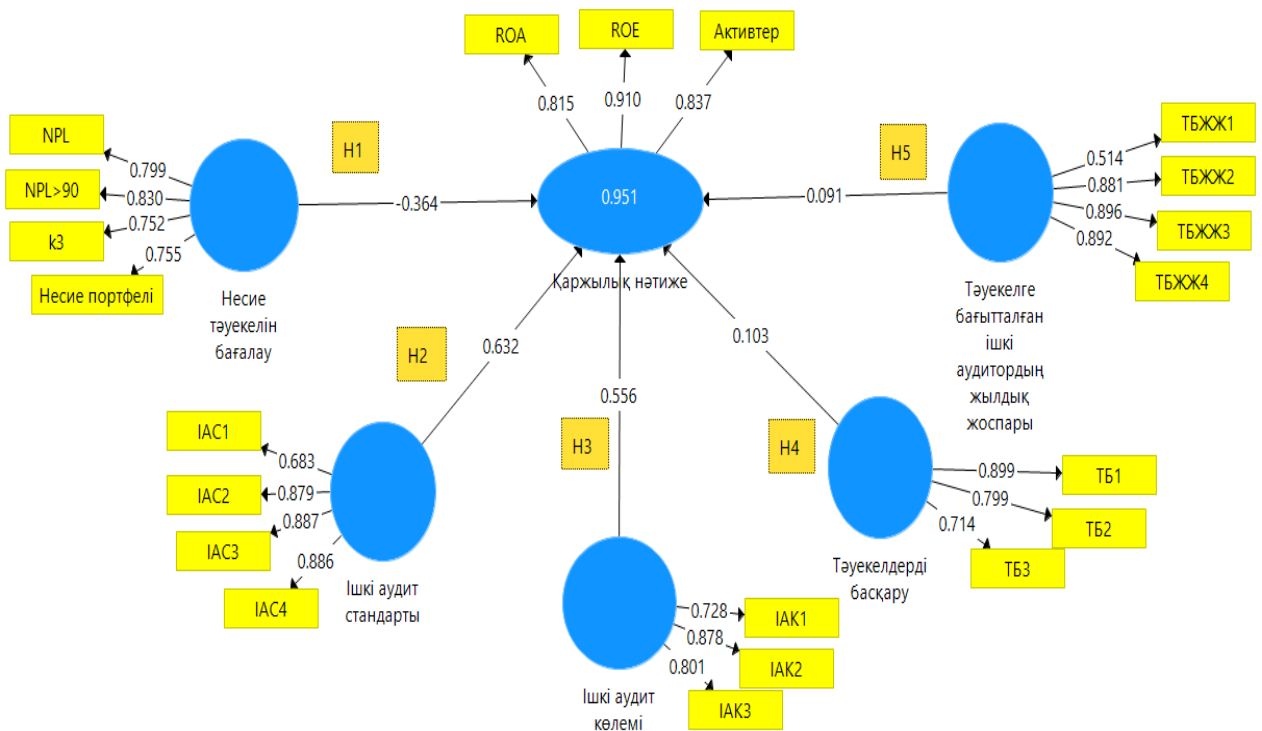 ROA
ROE
Активтер
0.815
0.910
0.837
NPL
NPL>90
k3
Несие портфелі
0.799
0.830
0.752
0.755
Несие
тәуекелін
бағалау
H1
-0.364
0.951
Қаржылық нәтиже
H5
0.091
ТБЖЖ1
ТБЖЖ2
ТБЖЖ3
ТБЖЖ4
0.514
0.881
0.896
0.892
Тәуекелге
бағытталған
ішкі
аудитордың
жылдық
жоспары
H2
0.632
IAC1
IAC2
IAC3
IAC4
0.683
0.879
0.887
0.886
Ішкі аудит
стандарты
H3
0.556
IAK1
IAK2
IAK3
0.728
0.878
0.801
Ішкі аудит
көлемі
H4
0.103
ТБ1
ТБ2
ТБ3
0.899
0.799
0.714
Тәуекелдерді
басқару